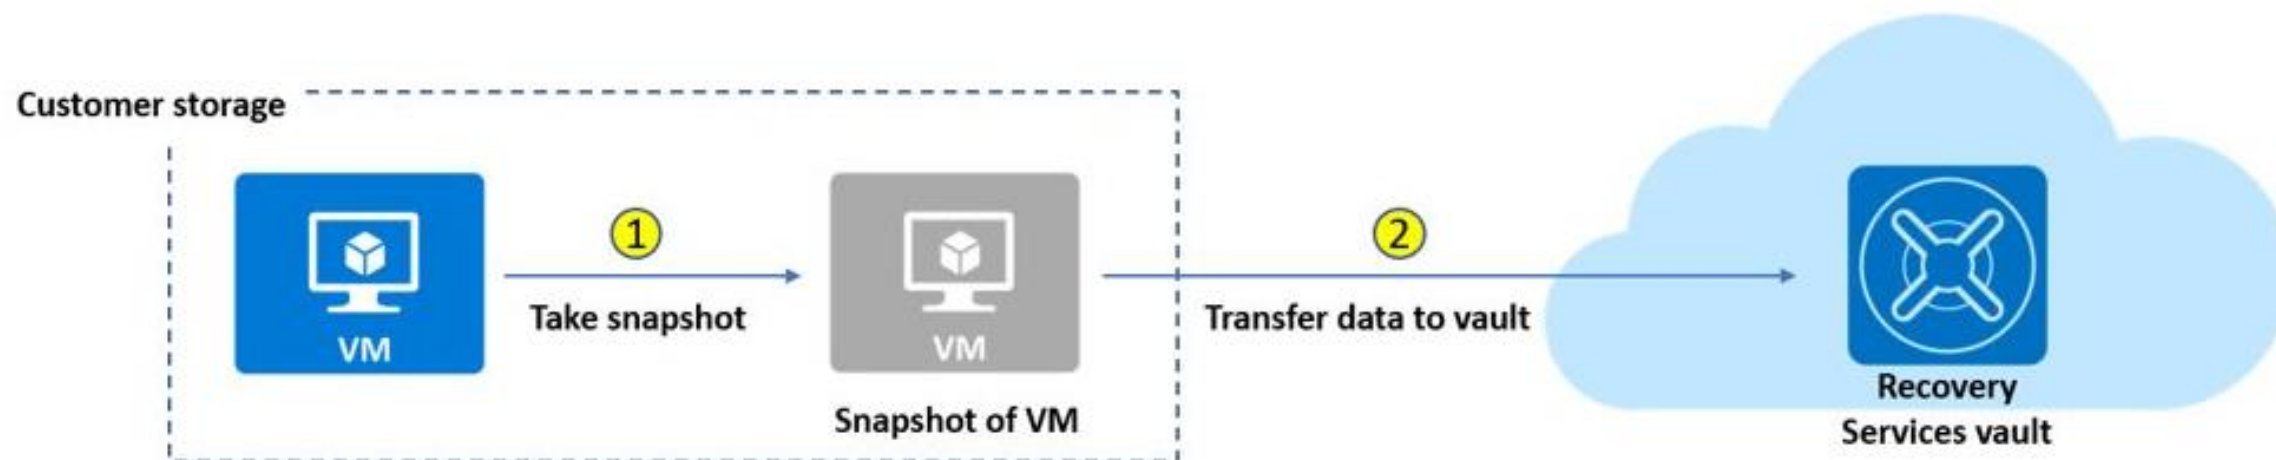 Customer storage
1
2
Take snapshot
Transfer data to vault
VM
VM
Snapshot of VM
Recovery
Services vault